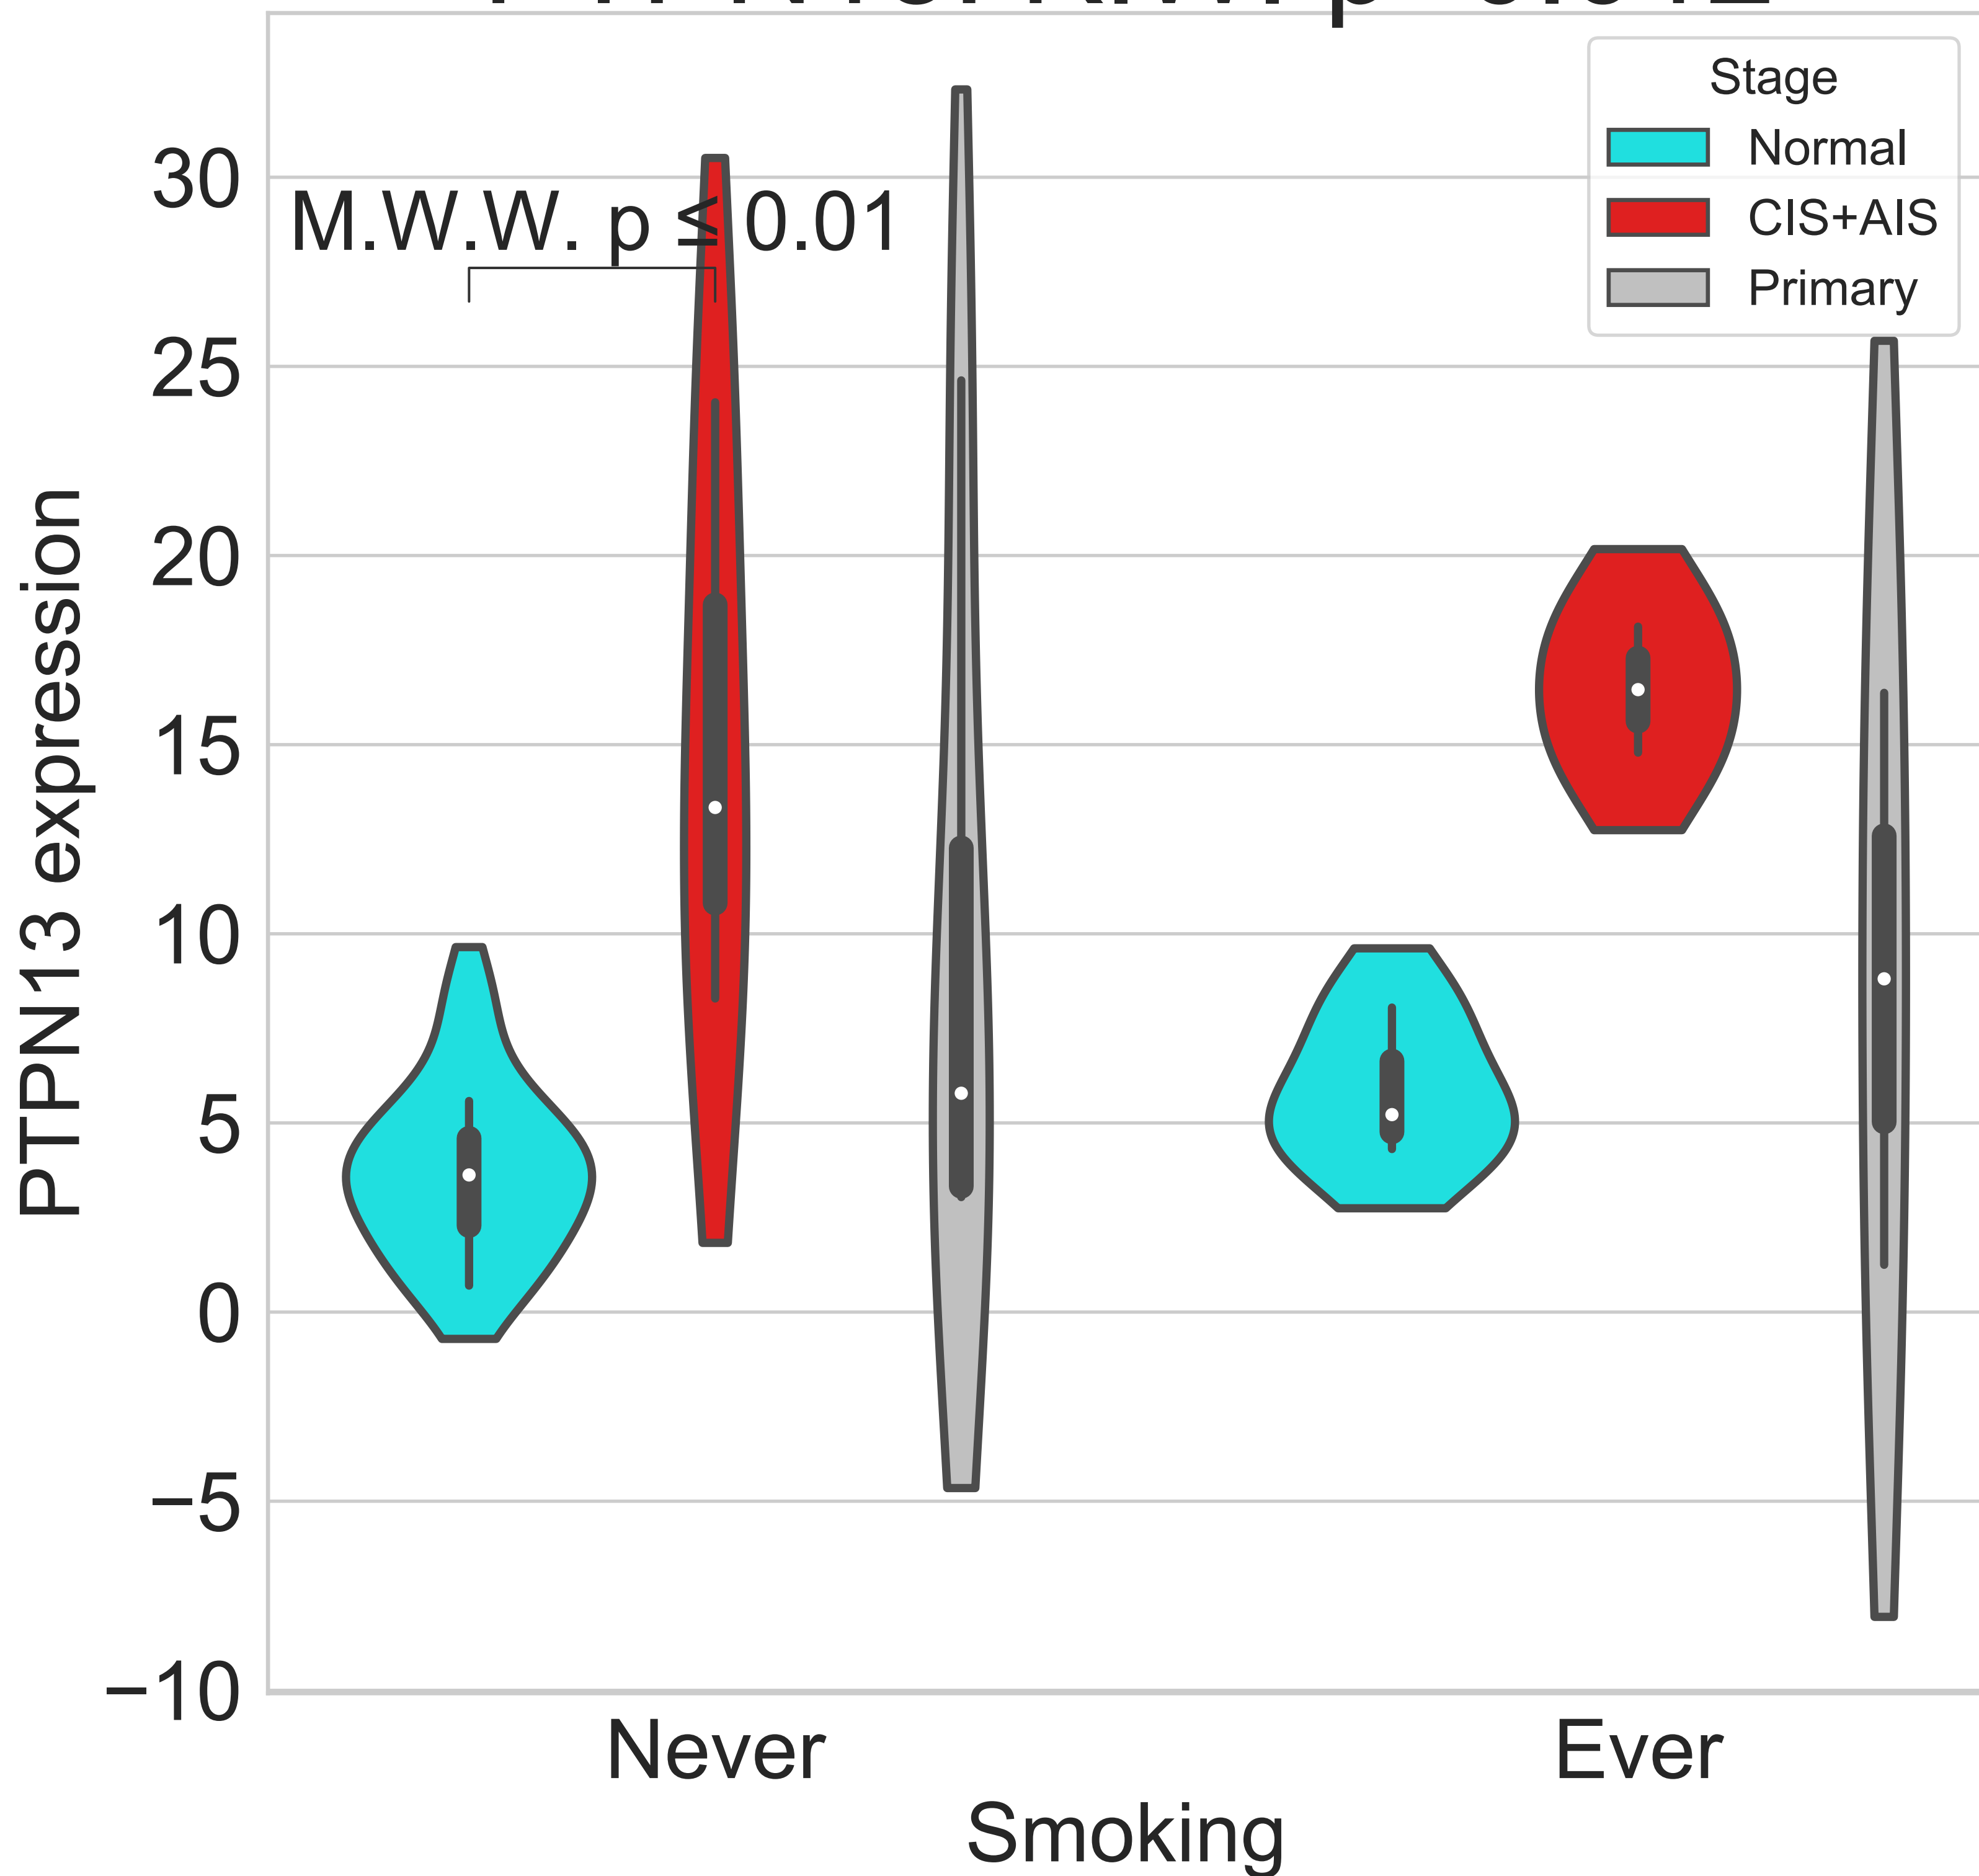 Stage
Normal
CIS+AIS
Primary
M.W.W. p ≤ 0.01
PTPN13 expression
30
25
20
15
10
5
0
−5
−10
Never
Ever
Smoking